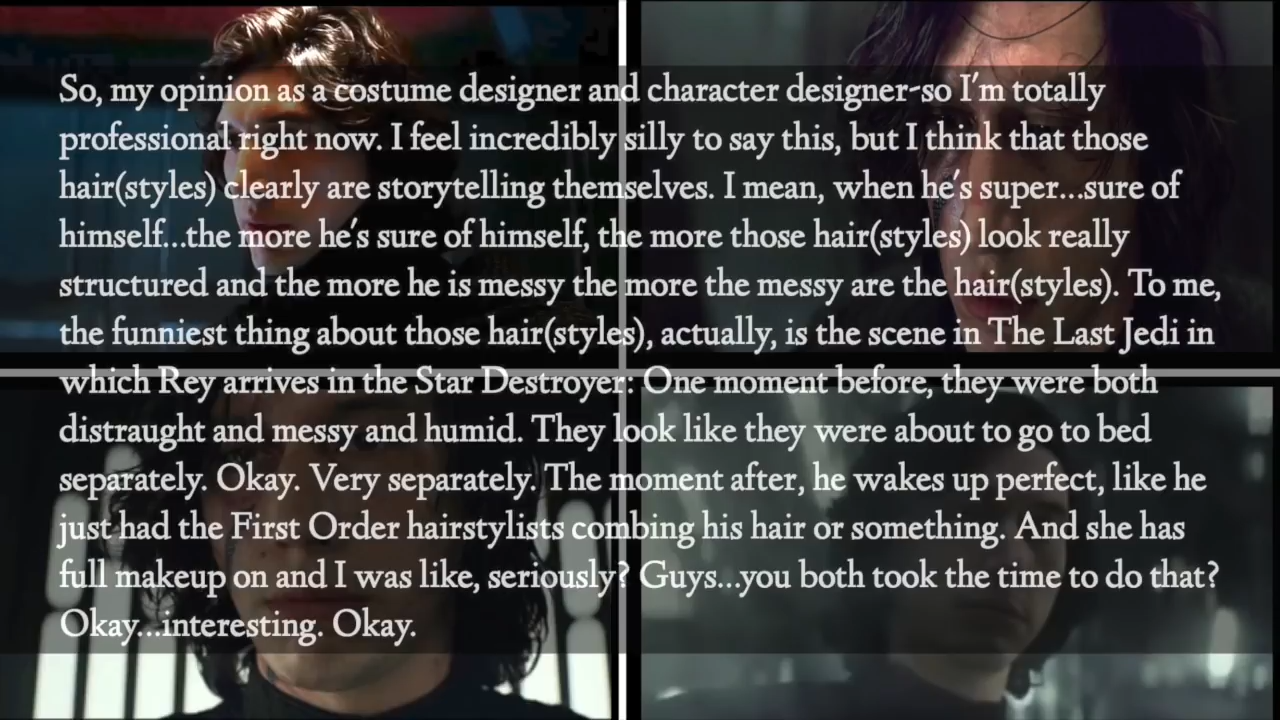 So, my opinion as a costume designer and character designer-so I'm totally
professional right now. I feel incredibly silly to say this, but I think that those
hair(styles) clearly are storytelling themselves. I mean, when he's super...sure of
himself...the more he's sure of himself, the more those hair(styles) look really
structured and the more he is messy the more the messy are the hair(styles). To me,
the funniest thing about those hair(styles), actually, is the scene in The Last Jedi in
which Rey arrives in the Star Destroyer: One moment before, they were both
distraught and messy and humid. They look like they were about to go to bed
separately. Okay. Very separately. The moment after, he wakes up perfect, like he
just had the First Order hairstylists combing his hair or something. And she has
full makeup on and I was like, seriously? Guys...you both took the time to do that?
Okay...interesting. Okay.